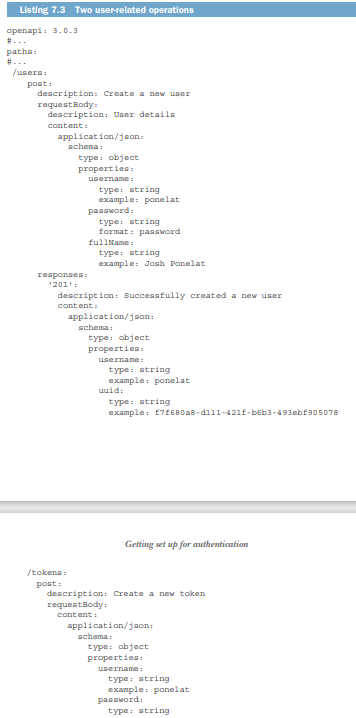 Listing 7.3 Two user-related operations
openapi: 3.0.3
#...
paths:
#...
/users:
post:
description: Create a new user
requestBody:
description: User details
content:
application/json:
schema:
type: object
properties:
username:
type: string
example: ponelat
password:
type: string
format: password
fullName:
type: string
example: Josh Ponelat
responses:
'201':
description: Successfully created a new user
content:
application/json:
schema:
type: object
properties:
username:
type: string
example: ponelat
uuid:
type: string
example: f7f680a8-d111-421f-b6b3-493ebf905078
Getting set up for authentication
/tokens:
post:
description: Create a new token
requestBody:
content:
application/json:
schema:
type: object
properties:
username:
type: string
example: ponelat
password:
type: string